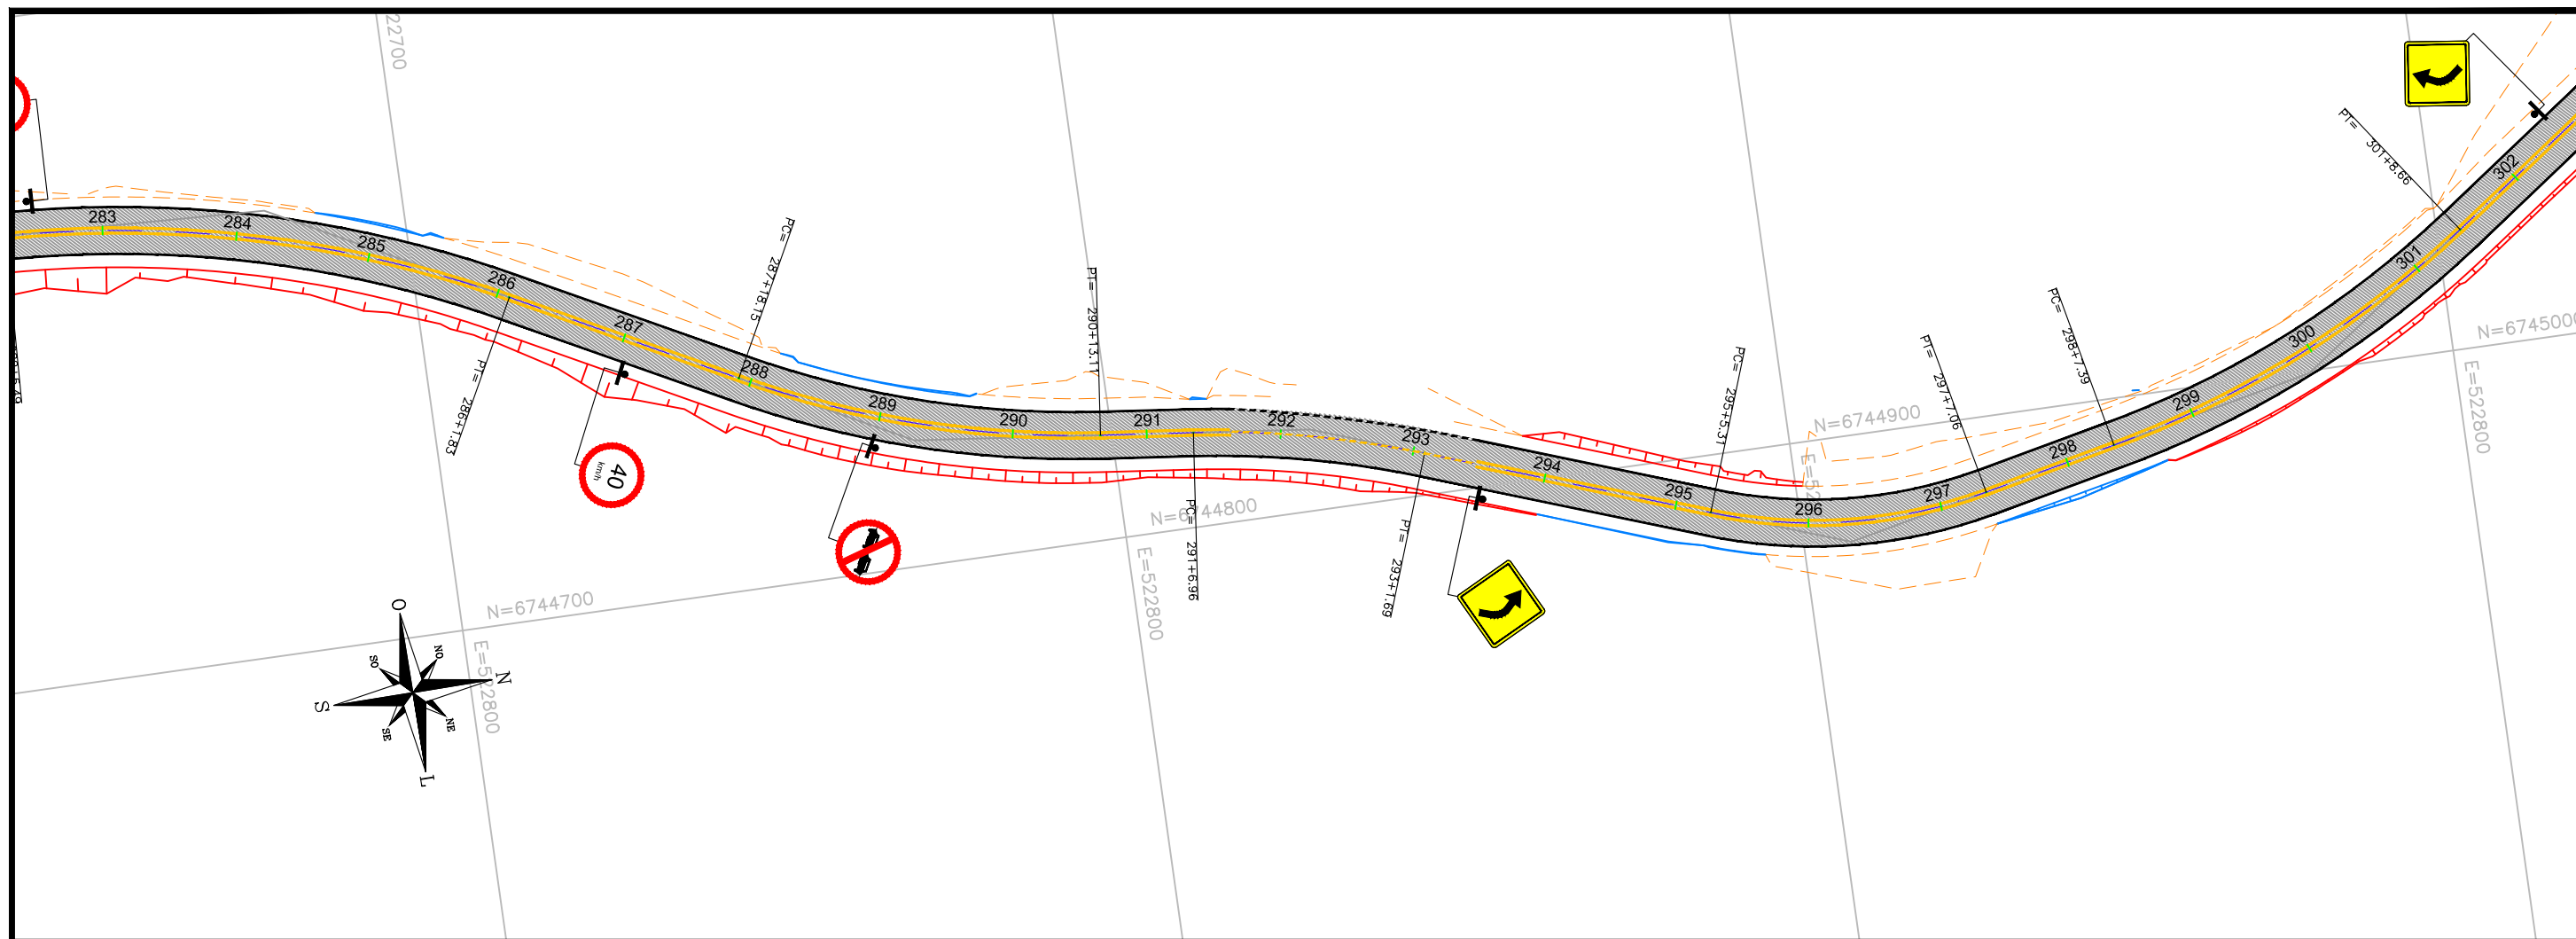 22700
283
284
285
286
287
288
289
290
291
292
293
294
295
296
297
298
299
300
301
302
PT= 286+1.83
PC= 287+18.15
PT= 290+13.11
PC= 291+6.96
PT= 293+1.69
PC= 295+5.31
PT= 297+7.06
PC= 298+7.39
PT= 301+8.66
40
km/h
N=6744700
N=6744800
N=6744900
N=6745000
E=522800
E=522800
E=522800
O
NO
N
NE
L
SE
S
SO